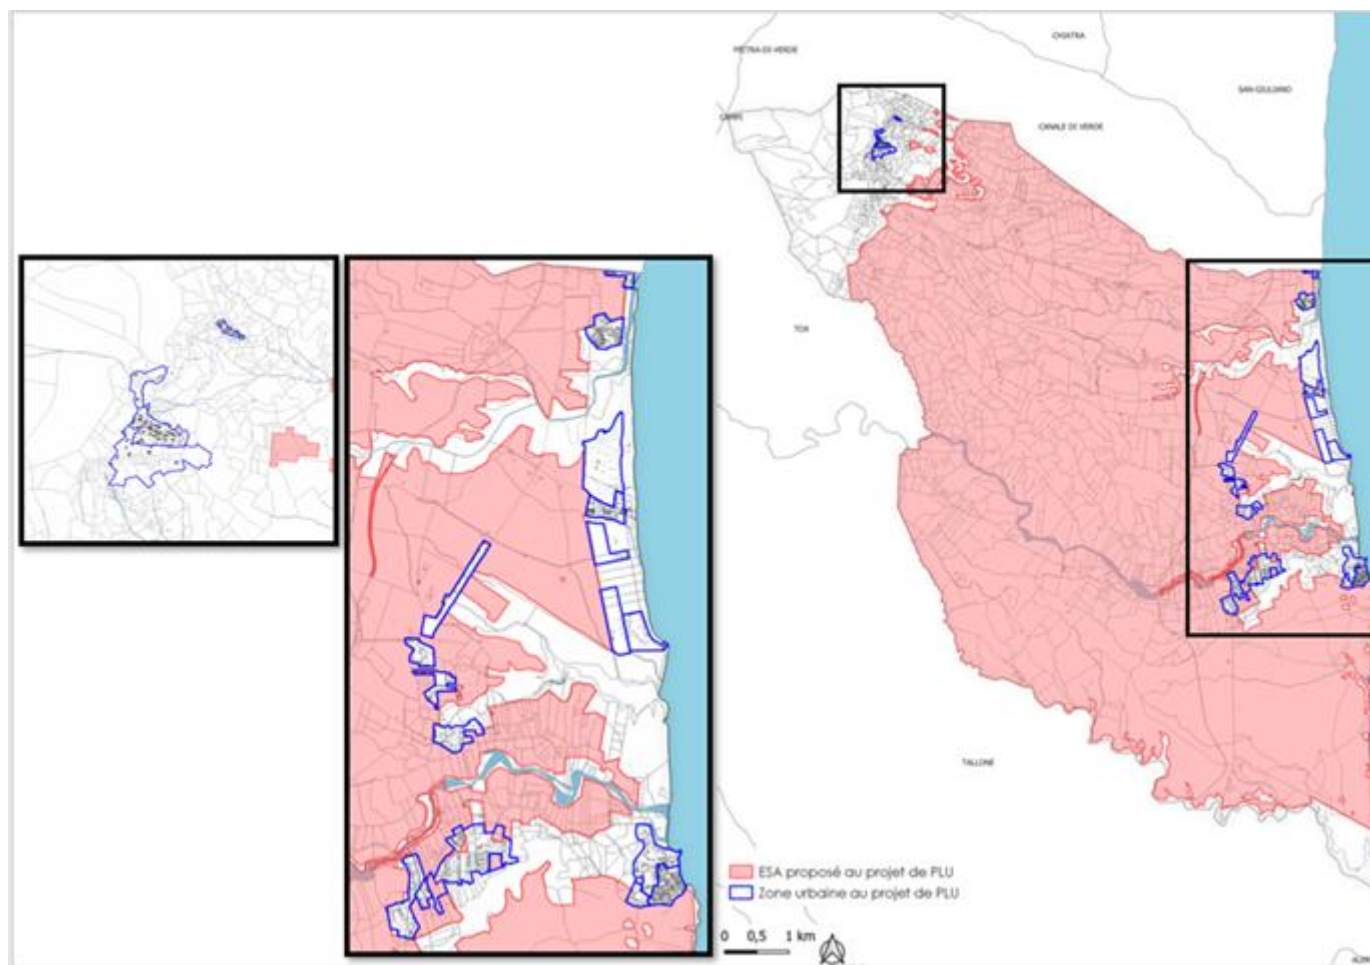 CHIATRA
PIETRA-DI-VERDE
SAN-GIULIANO
CANALE DI VERDE
TOX
TALLONE
ESA proposé au projet de PLU
Zone urbaine au projet de PLU
0 0,5 1 km